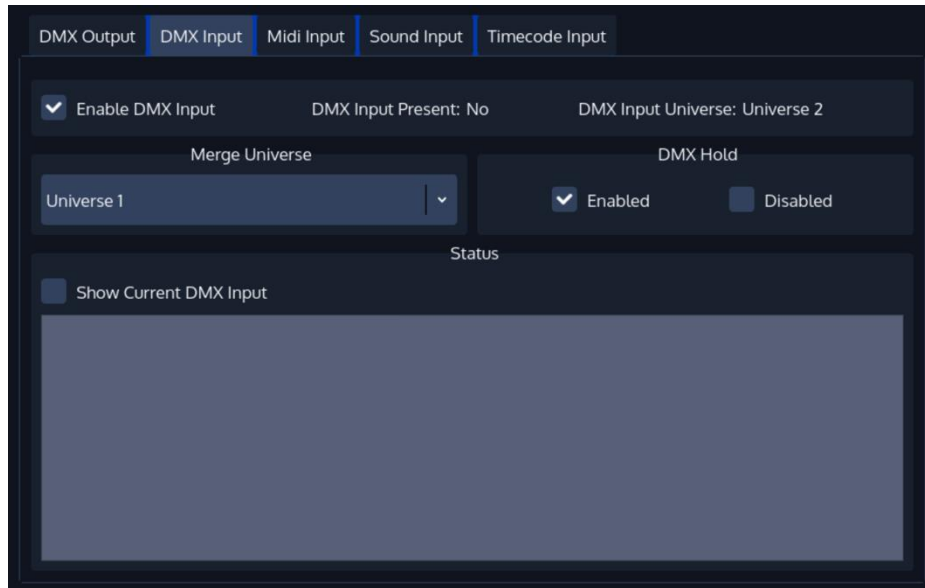 DMX Output DMX Input Midi Input Sound Input Timecode Input
Enable DMX Input DMX Input Present: No DMX Input Universe: Universe 2
Merge Universe DMX Hold
Universe 1 Enabled Disabled
Status
Show Current DMX Input